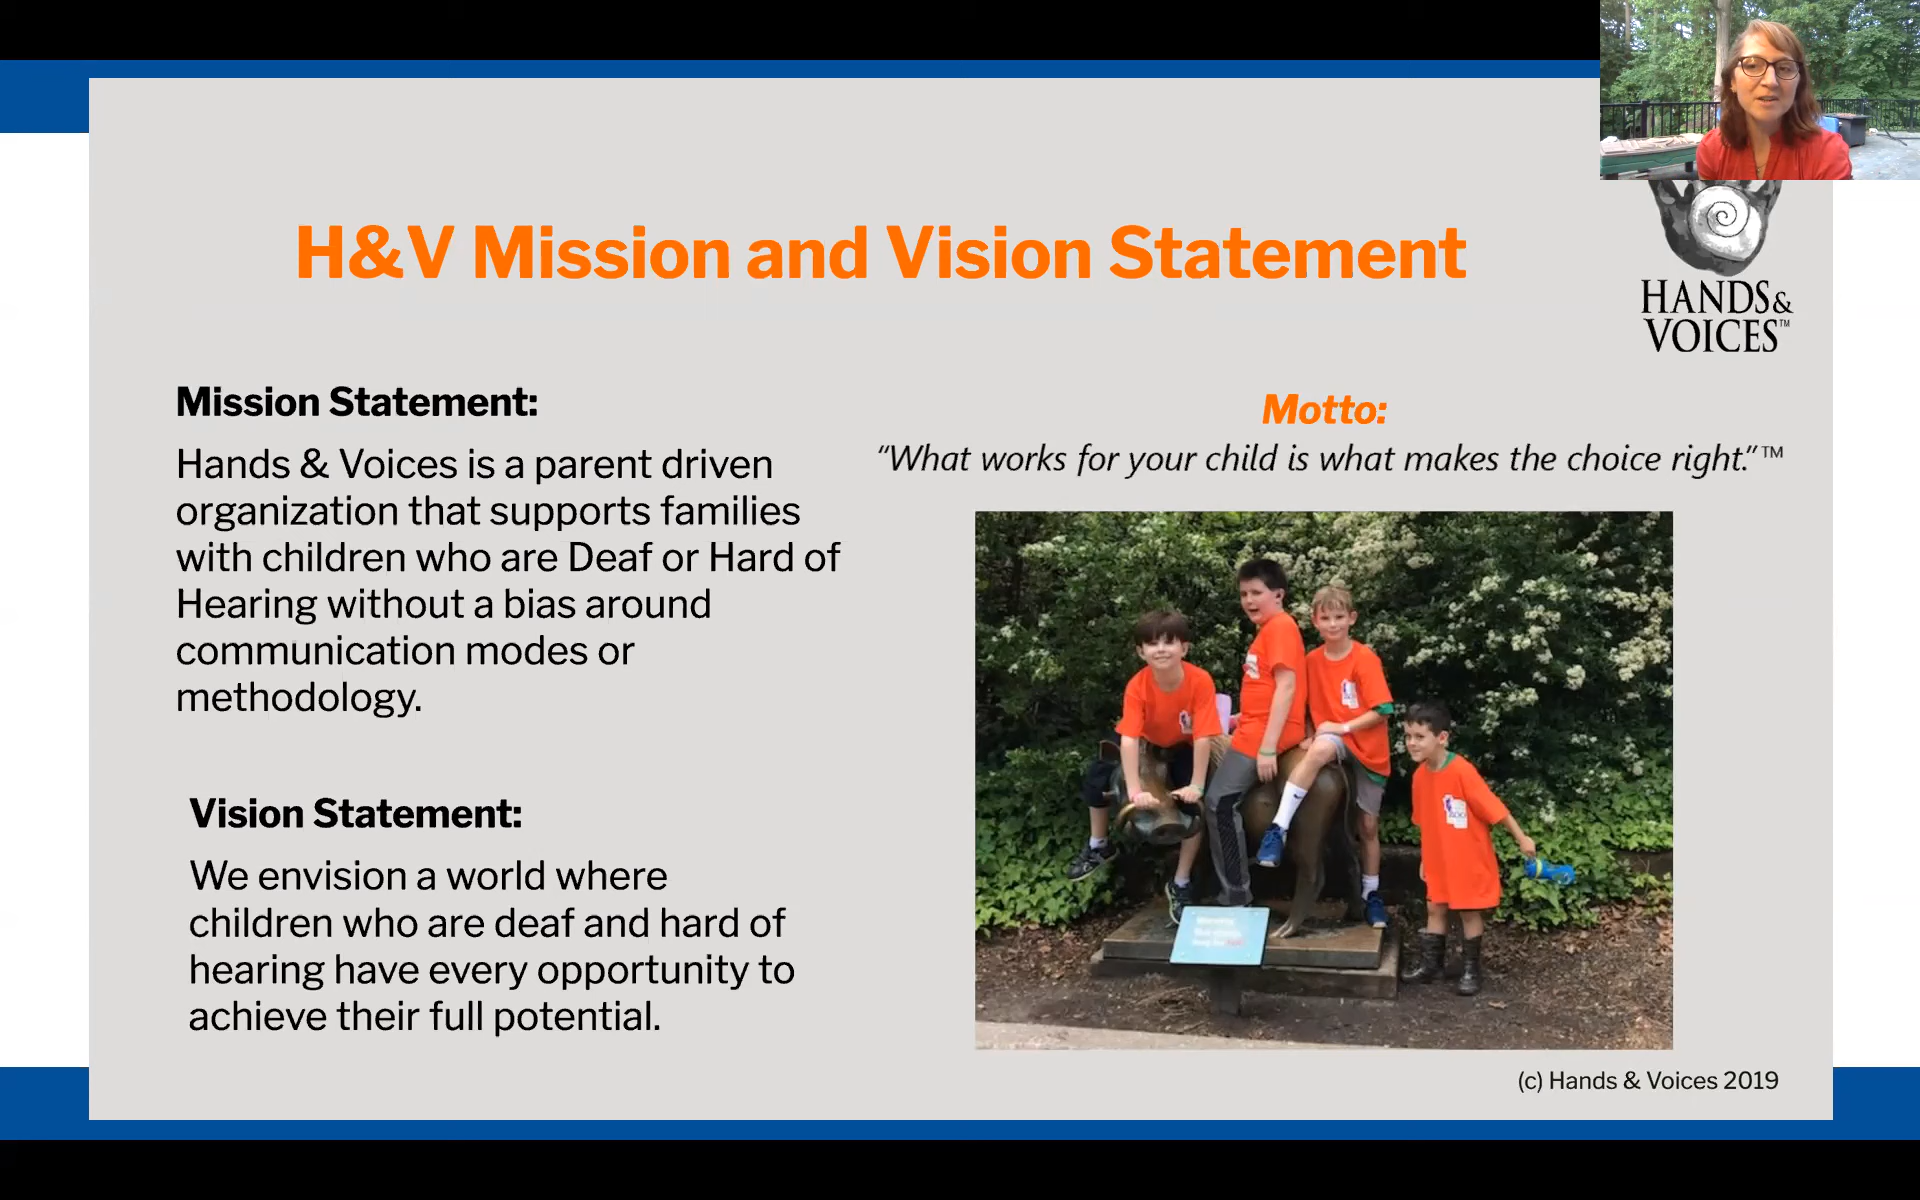 H&V Mission and Vision Statement
HANDS&
VOICES™
Mission Statement:
Hands & Voices is a parent driven
organization that supports families
with children who are Deaf or Hard of
Hearing without a bias around
communication modes or
methodology.
Vision Statement:
We envision a world where
children who are deaf and hard of
hearing have every opportunity to
achieve their full potential.
Motto:
“What works for your child is what makes the choice right.”™
(c) Hands & Voices 2019